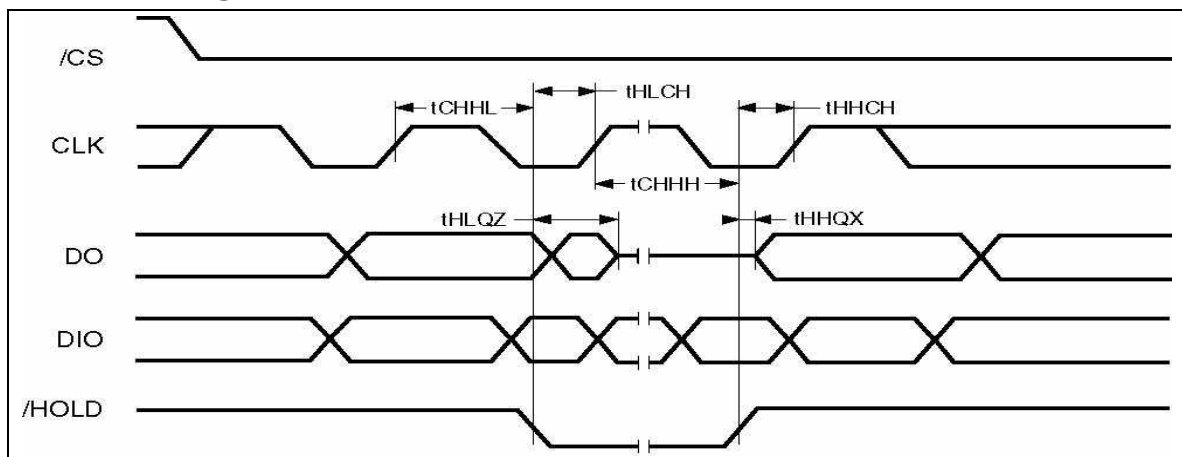 /CS
tHLCH
tCHHL
tHHCH
CLK
tCHHH
tHLQZ
tHHQX
DO
DIO
/HOLD